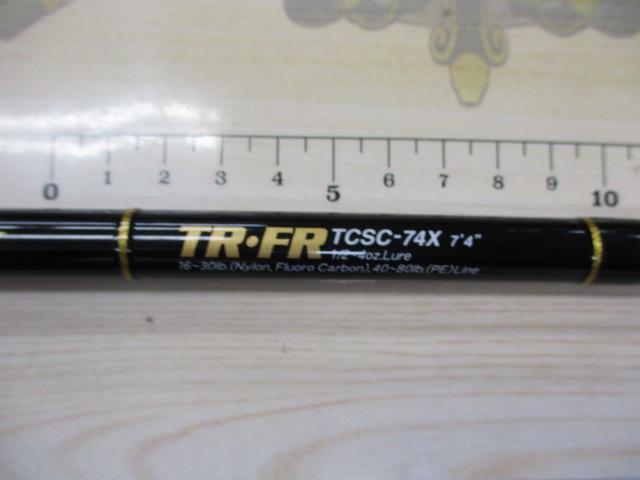 0 1 2 3 4 5 6 7 8 9 10
TR・FR TCSC-74X 7'4"
1/2~4oz.Lure
16~30lb.(Nylon, Fluoro Carbon), 40~80lb.(PE)Line